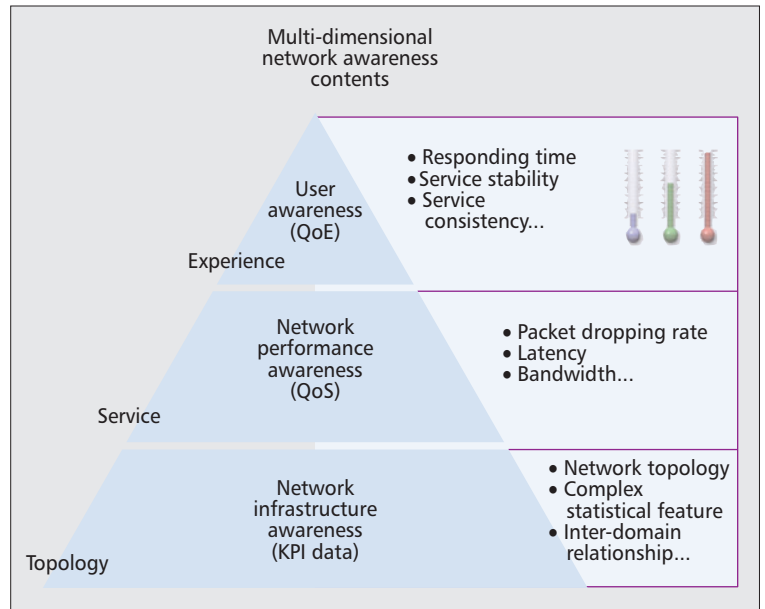 Multi-dimensional
network awareness
contents
User
awareness
(QoE)
Experience
• Responding time
• Service stability
• Service
consistency...
Network
performance
awareness
(QoS)
Service
• Packet dropping rate
• Latency
• Bandwidth...
Network
infrastructure
awareness
(KPI data)
Topology
• Network topology
• Complex
statistical feature
• Inter-domain
relationship...